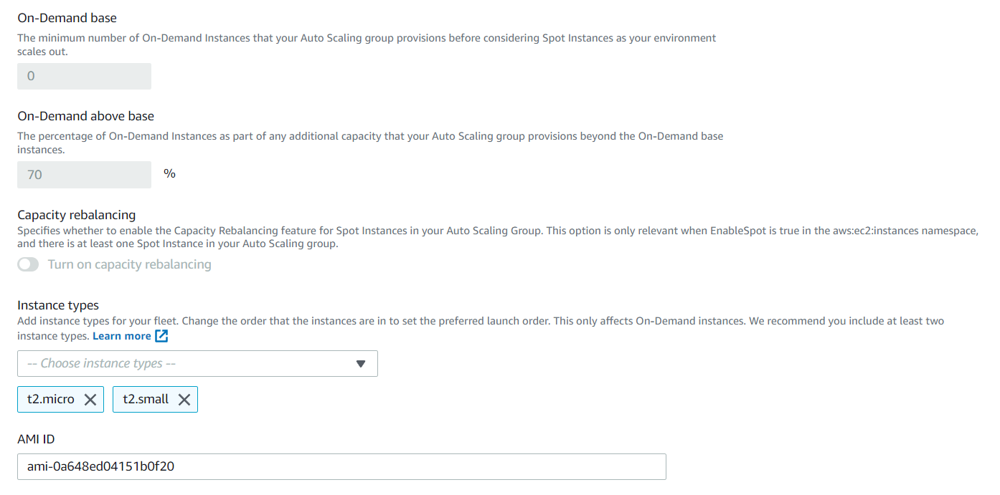 On-Demand base
The minimum number of On-Demand Instances that your Auto Scaling group provisions before considering Spot Instances as your environment
scales out.
0
On-Demand above base
The percentage of On-Demand Instances as part of any additional capacity that your Auto Scaling group provisions beyond the On-Demand base
instances.
70 %
Capacity rebalancing
Specifies whether to enable the Capacity Rebalancing feature for Spot Instances in your Auto Scaling Group. This option is only relevant when EnableSpot is true in the aws:ec2:instances namespace,
and there is at least one Spot Instance in your Auto Scaling group.
Turn on capacity rebalancing
Instance types
Add instance types for your fleet. Change the order that the instances are in to set the preferred launch order. This only affects On-Demand instances. We recommend you include at least two
instance types. Learn more
-- Choose instance types --
t2.micro t2.small
AMI ID
ami-0a648ed04151b0f20